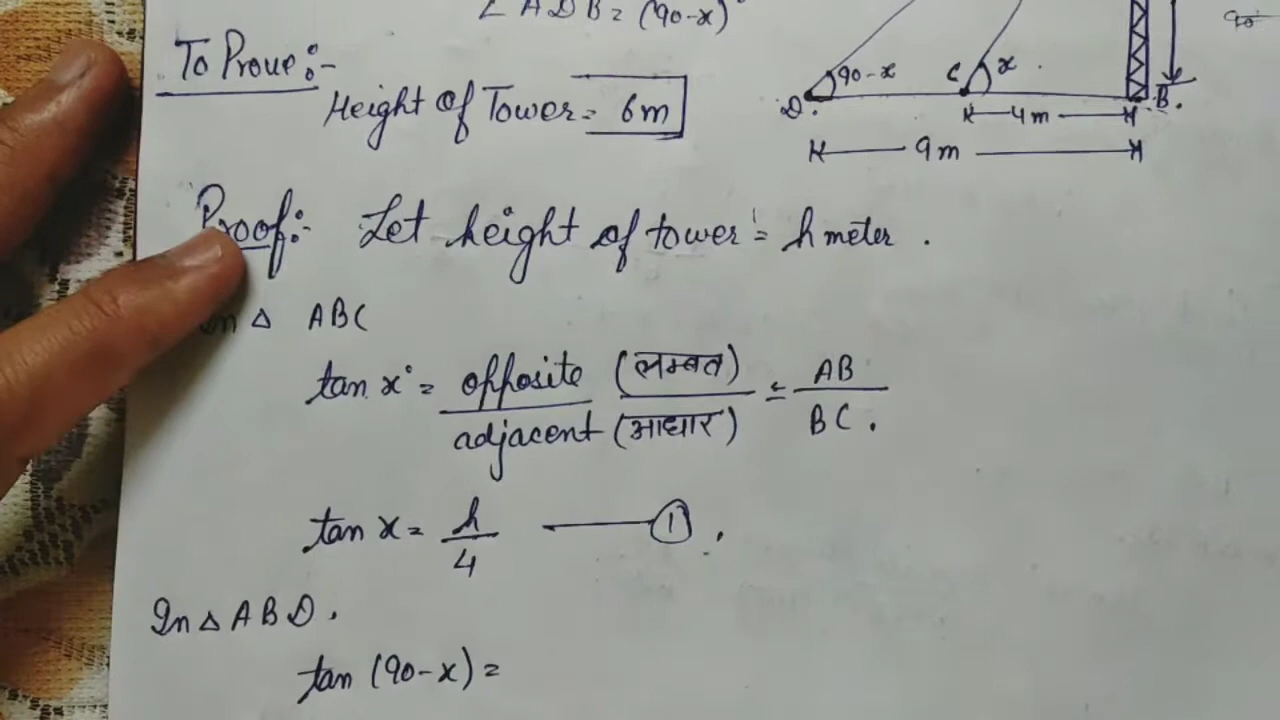 ∠ADB = (90-x)°
To Prove:-
Height of Tower = 6m
90-x
C
x
D.
B.
4m
9m
90
Proof:- Let height of tower = h meter.
In △ ABC
tan x° = opposite (लम्बत) / adjacent (आधार) = AB / BC.
tan x = h/4 —— ①.
In △ ABD.
tan (90-x) =